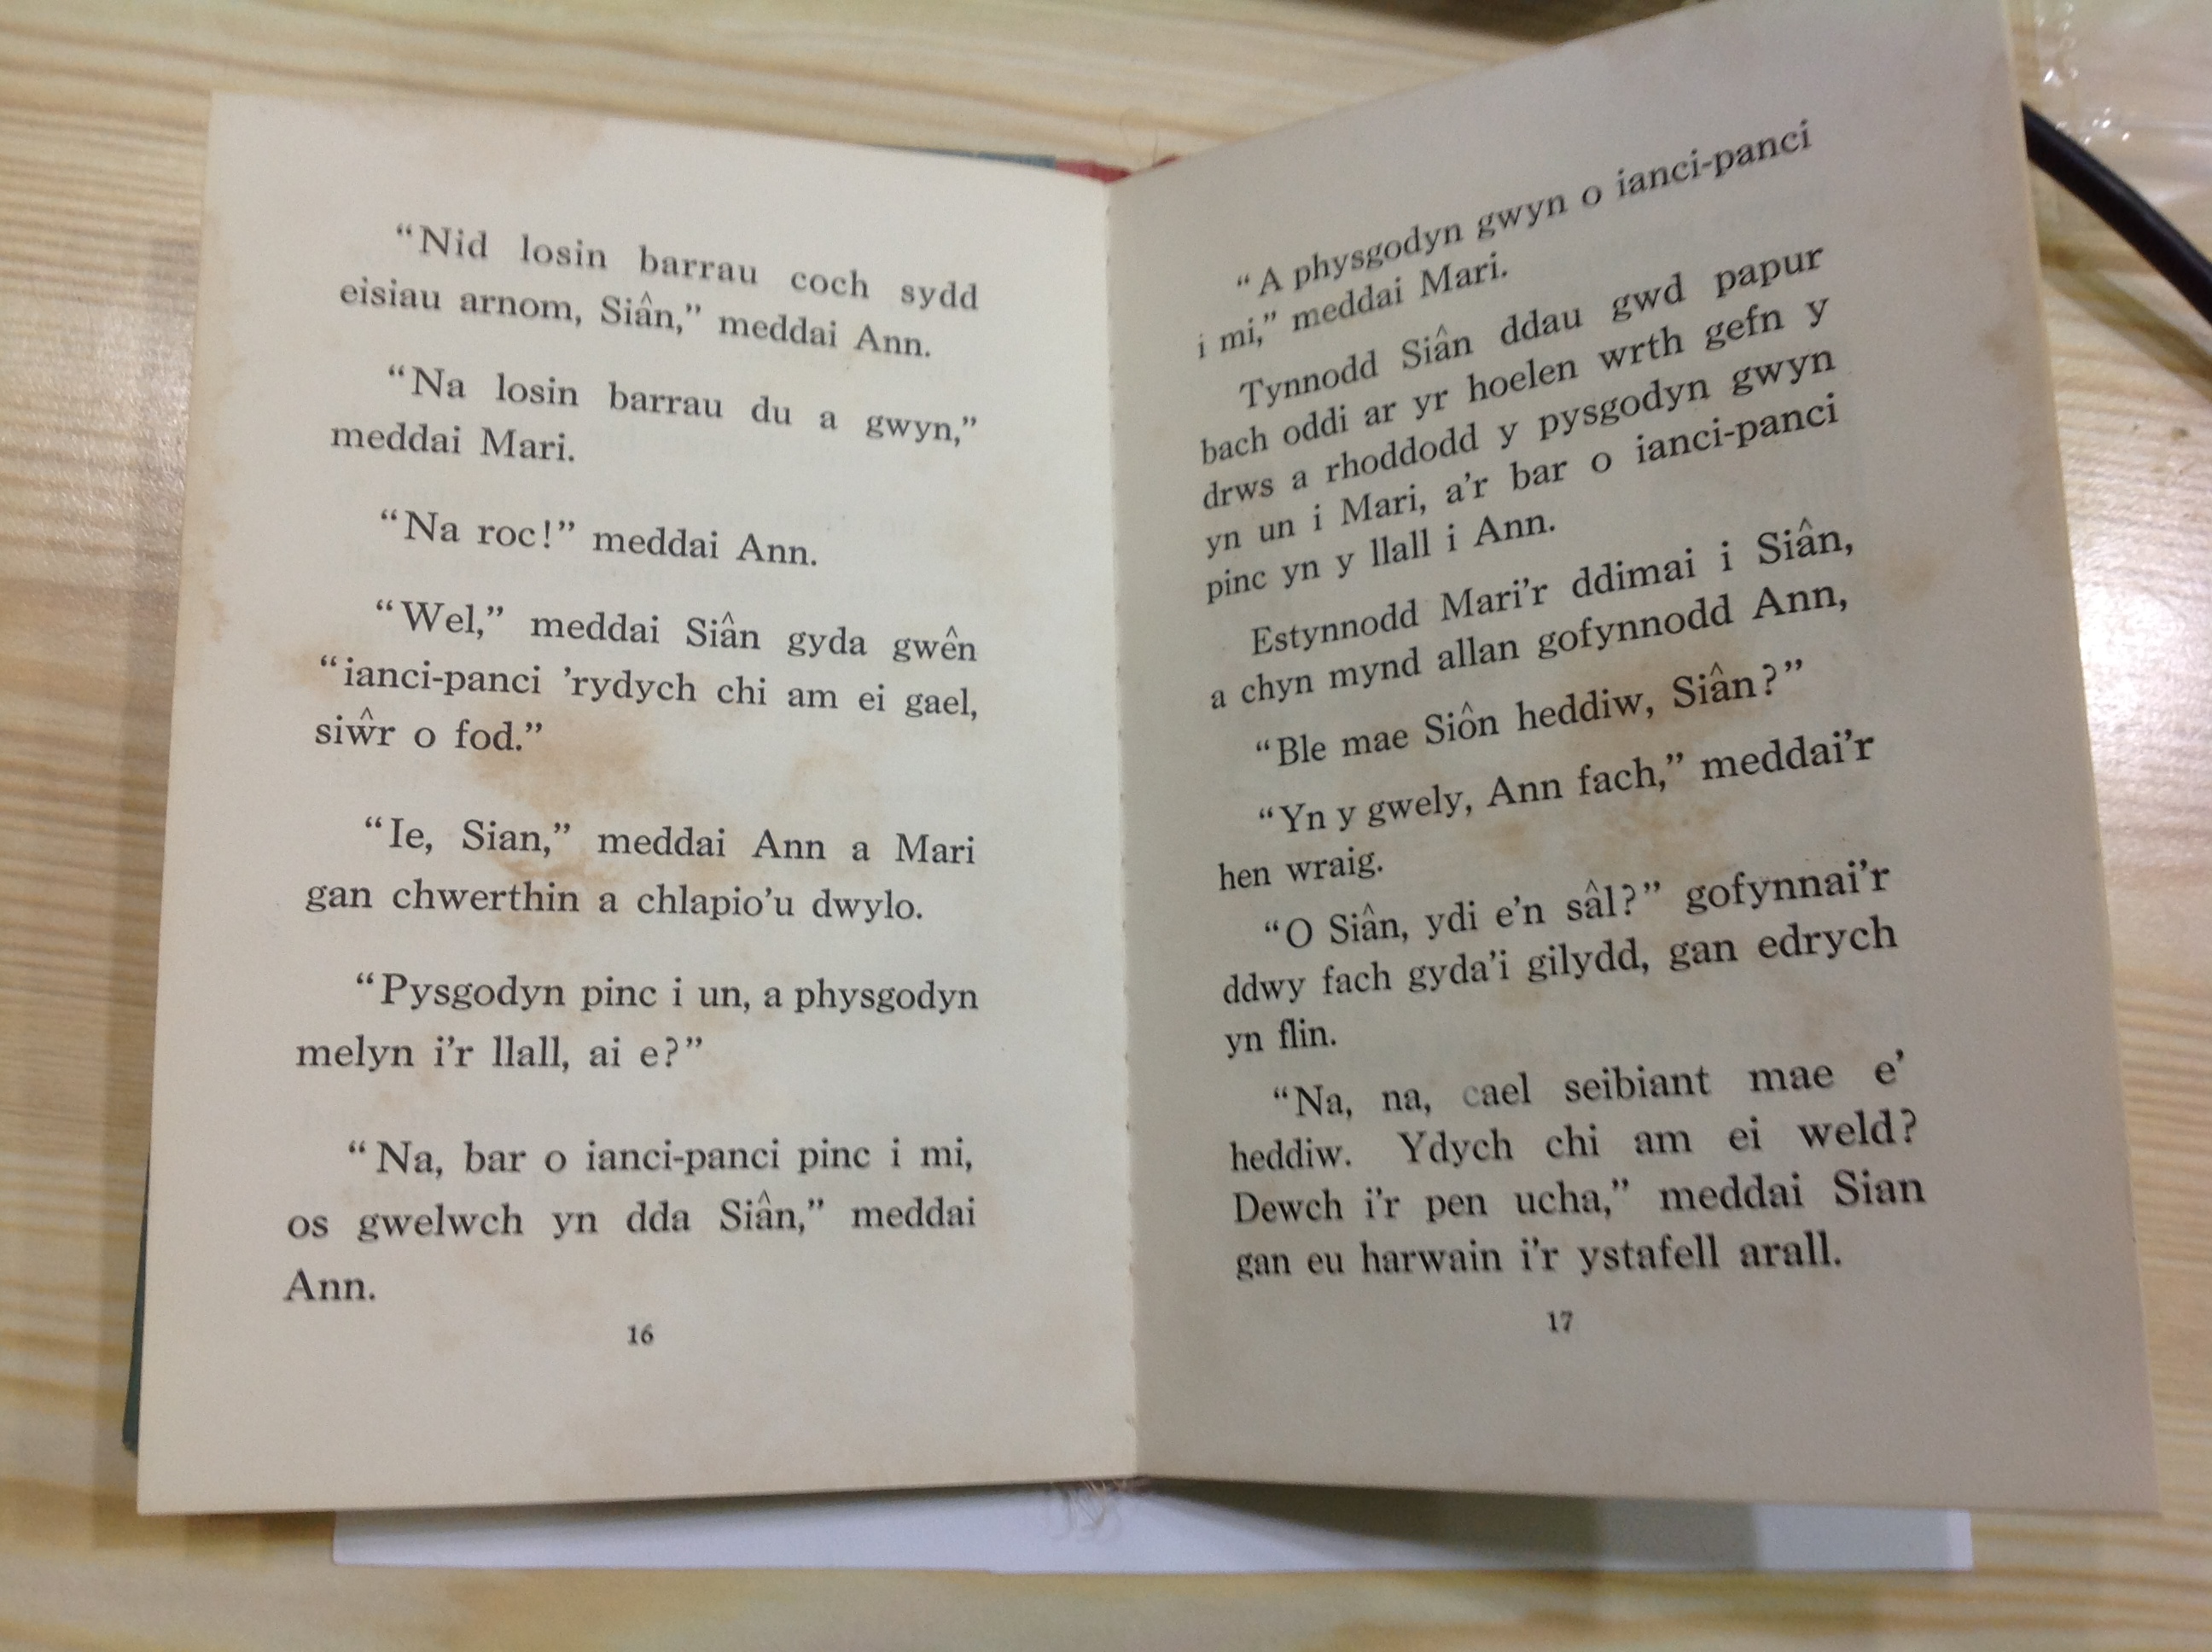 “Nid losin barrau coch sydd
eisiau arnom, Siân,” meddai Ann.
“Na losin barrau du a gwyn,”
meddai Mari.
“Na roc!” meddai Ann.
“Wel,” meddai Siân gyda gwên
“ianci-panci ’rydych chi am ei gael,
siŵr o fod.”
“Ie, Sian,” meddai Ann a Mari
gan chwerthin a chlapio’u dwylo.
“Pysgodyn pinc i un, a physgodyn
melyn i’r llall, ai e?”
“Na, bar o ianci-panci pinc i mi,
os gwelwch yn dda Siân,” meddai
Ann.
16
“A physgodyn gwyn o ianci-panci
i mi,” meddai Mari.
Tynnodd Siân ddau gwd papur
bach oddi ar yr hoelen wrth gefn y
drws a rhoddodd y pysgodyn gwyn
yn un i Mari, a’r bar o ianci-panci
pinc yn y llall i Ann.
Estynnodd Mari’r ddimai i Siân,
a chyn mynd allan gofynnodd Ann,
“Ble mae Siôn heddiw, Siân?”
“Yn y gwely, Ann fach,” meddai’r
hen wraig.
“O Siân, ydi e’n sâl?” gofynnai’r
ddwy fach gyda’i gilydd, gan edrych
yn flin.
“Na, na, cael seibiant mae e’
heddiw. Ydych chi am ei weld?
Dewch i’r pen ucha,” meddai Sian
gan eu harwain i’r ystafell arall.
17